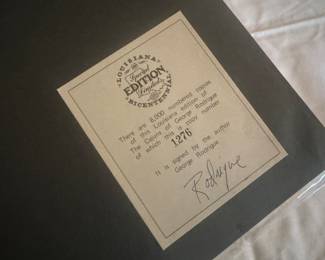 LOUISIANA
Special
EDITION
Limited
BICENTENNIAL
There are 6,000 numbered copies
of this Louisiana edition of
The Cajuns of George Rodrigue
of which this is copy number
1276
It is signed by the author
George Rodrigue
Rodrigue